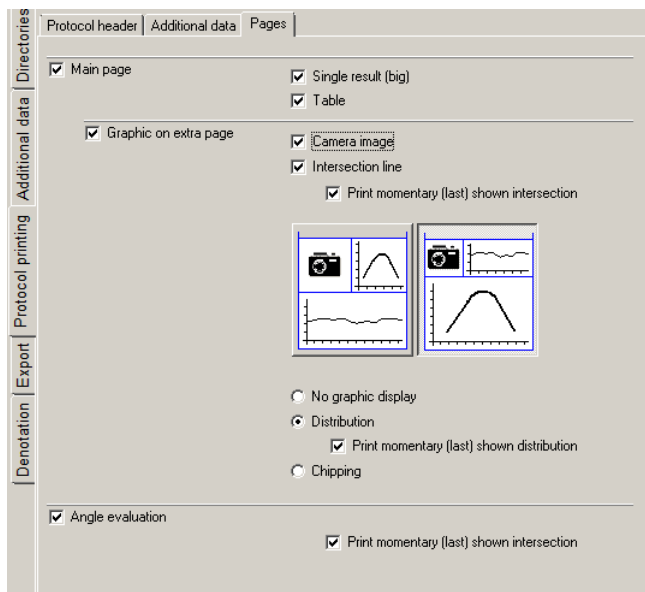 Protocol header
Additional data
Pages
Directories
Additional data
Protocol printing
Export
Denotation
Main page
Single result (big)
Table
Graphic on extra page
Camera image
Intersection line
Print momentary (last) shown intersection
No graphic display
Distribution
Print momentary (last) shown distribution
Chipping
Angle evaluation
Print momentary (last) shown intersection